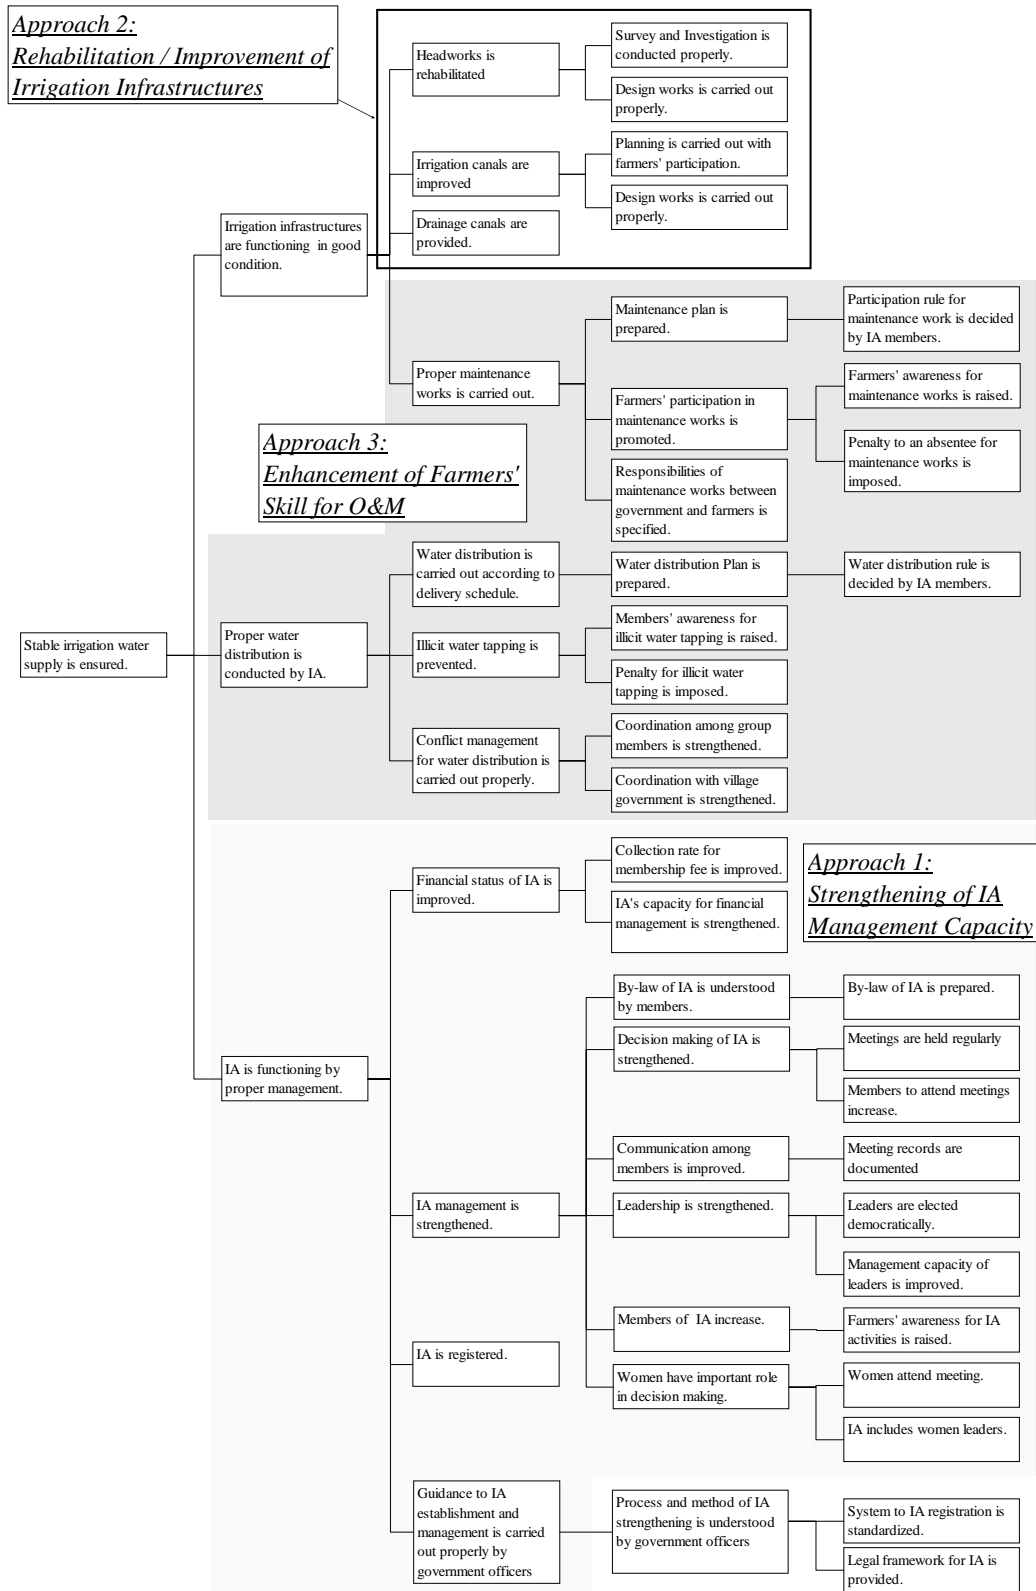 Approach 2:
Rehabilitation / Improvement of
Irrigation Infrastructures
Headworks is
rehabilitated
Survey and Investigation is
conducted properly.
Design works is carried out
properly.
Irrigation canals are
improved
Planning is carried out with
farmers' participation.
Design works is carried out
properly.
Drainage canals are
provided.
Irrigation infrastructures
are functioning in good
condition.
Maintenance plan is
prepared.
Participation rule for
maintenance work is decided
by IA members.
Proper maintenance
works is carried out.
Farmers' participation in
maintenance works is
promoted.
Farmers' awareness for
maintenance works is raised.
Penalty to an absentee for
maintenance works is
imposed.
Responsibilities of
maintenance works between
government and farmers is
specified.
Approach 3:
Enhancement of Farmers'
Skill for O&M
Water distribution is
carried out according to
delivery schedule.
Water distribution Plan is
prepared.
Water distribution rule is
decided by IA members.
Stable irrigation water
supply is ensured.
Proper water
distribution is
conducted by IA.
Illicit water tapping is
prevented.
Members' awareness for
illicit water tapping is raised.
Penalty for illicit water
tapping is imposed.
Conflict management
for water distribution is
carried out properly.
Coordination among group
members is strengthened.
Coordination with village
government is strengthened.
Financial status of IA is
improved.
Collection rate for
membership fee is improved.
IA's capacity for financial
management is strengthened.
Approach 1:
Strengthening of IA
Management Capacity
By-law of IA is understood
by members.
By-law of IA is prepared.
Decision making of IA is
strengthened.
Meetings are held regularly
Members to attend meetings
increase.
IA is functioning by
proper management.
Communication among
members is improved.
Meeting records are
documented
IA management is
strengthened.
Leadership is strengthened.
Leaders are elected
democratically.
Management capacity of
leaders is improved.
Members of IA increase.
Farmers' awareness for IA
activities is raised.
IA is registered.
Women have important role
in decision making.
Women attend meeting.
IA includes women leaders.
Guidance to IA
establishment and
management is carried
out properly by
government officers
Process and method of IA
strengthening is understood
by government officers
System to IA registration is
standardized.
Legal framework for IA is
provided.